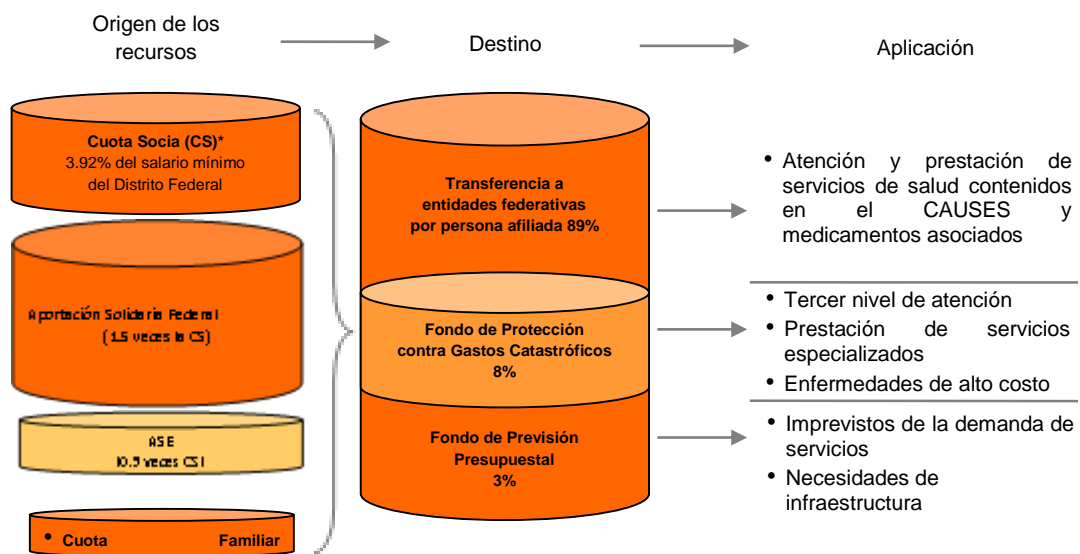 Origen de los
recursos
Destino
Aplicación
Cuota Socia (CS)*
3.92% del salario mínimo
del Distrito Federal
Aportación Solidaria Federal
(1.5 veces la CS)
ASE
(0.5 veces CS)
• Cuota Familiar
Transferencia a
entidades federativas
por persona afiliada 89%
Fondo de Protección
contra Gastos Catastróficos
8%
Fondo de Previsión
Presupuestal
3%
• Atención y prestación de
servicios de salud contenidos
en el CAUSES y
medicamentos asociados
• Tercer nivel de atención
• Prestación de servicios
especializados
• Enfermedades de alto costo
• Imprevistos de la demanda de
servicios
• Necesidades de
infraestructura